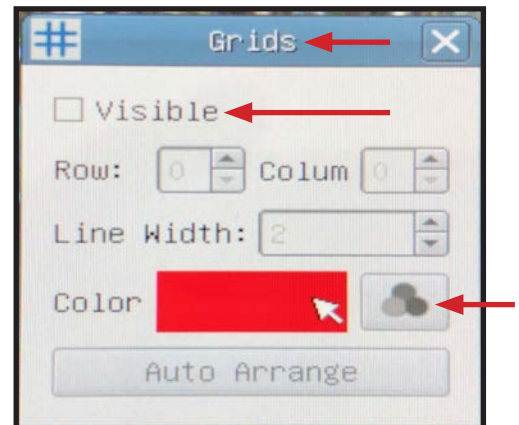 Grids
Visible
Row: 0 Colum 0
Line Width: 2
Color
Auto Arrange